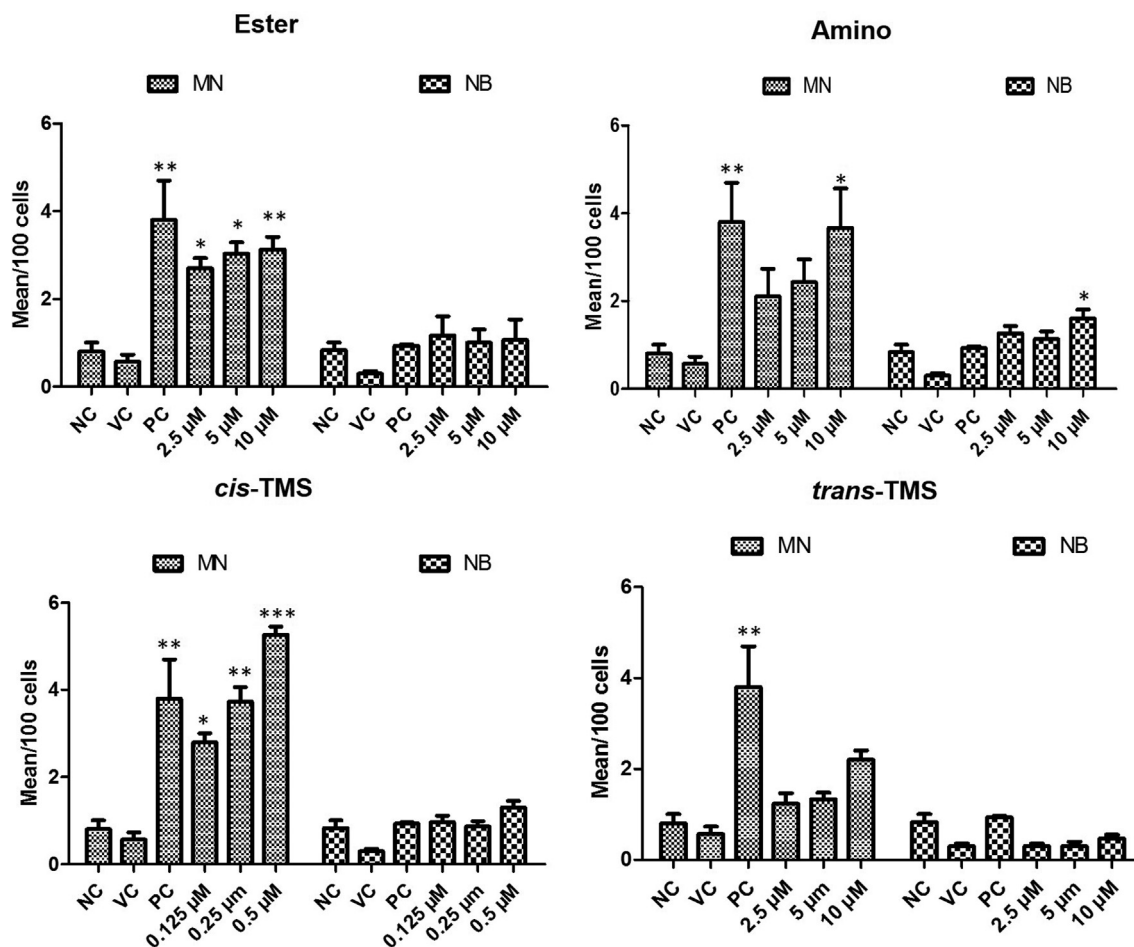 Ester
MN NB
Mean/100 cells
6
4
2
0
** * * **
NC VC PC 2.5 µM 5 µM 10 µM NC VC PC 2.5 µM 5 µM 10 µM
Amino
MN NB
Mean/100 cells
6
4
2
0
** * *
NC VC PC 2.5 µM 5 µM 10 µM NC VC PC 2.5 µM 5 µM 10 µM
cis-TMS
MN NB
Mean/100 cells
6
4
2
0
** * ** ***
NC VC PC 0.125 µM 0.25 µm 0.5 µM NC VC PC 0.125 µM 0.25 µm 0.5 µM
trans-TMS
MN NB
Mean/100 cells
6
4
2
0
**
NC VC PC 2.5 µM 5 µm 10 µM NC VC PC 2.5 µM 5 µm 10 µM